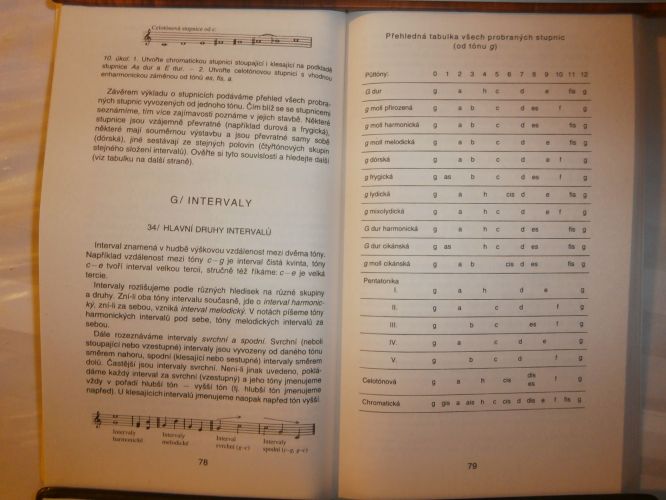 Celotónová stupnice od c:
10. úkol: 1. Utvořte chromatickou stupnici stoupající i klesající na podkladě
stupnice As dur a E dur. — 2. Utvořte celotónovou stupnici s vhodnou
enharmonickou záměnou od tónů es, fis, a.
Závěrem výkladu o stupnicích podáváme přehled všech probra-
ných stupnic vyvozených od jednoho tónu. Čím blíž se se stupnicemi
seznámíme, tím více zajímavostí poznáme v jejich stavbě. Některé
stupnice jsou vzájemně převratné (například durová a frygická),
některé mají souměrnou výstavbu a jsou převratné samy sobě
(dórská), jiné sestávají ze stejných polovin (čtyřtónových skupin
stejného složení intervalů). Ověřte si tyto souvislosti a hledejte další
(viz tabulku na další straně).
G/ INTERVALY
34/ HLAVNÍ DRUHY INTERVALŮ
Interval znamená v hudbě výškovou vzdálenost mezi dvěma tóny.
Například vzdálenost mezi tóny c—g je interval čistá kvinta, tóny
c—e tvoří interval velkou tercii, stručně též říkáme: c—e je velká
tercie.
Intervaly rozlišujeme podle různých hledisek na různé skupiny
a druhy. Zní-li oba tóny intervalu současně, jde o interval harmonic-
ký, zní-li za sebou, vzniká interval melodický. V notách píšeme tóny
harmonických intervalů pod sebe, tóny melodických intervalů za
sebou.
Dále rozeznáváme intervaly svrchní a spodní. Svrchní (neboli
stoupající nebo vzestupné) intervaly jsou vyvozeny od daného tónu
směrem nahoru, spodní (klesající nebo sestupné) intervaly směrem
dolů. Častější jsou intervaly svrchní. Není-li jinak uvedeno, pokládáme
každý interval za svrchní (vzestupný) a jeho tóny jmenujeme
vždy v pořadí hlubší tón — vyšší tón (tj. hlubší tón jmenujeme
napřed). U klesajících intervalů jmenujeme naopak napřed tón vyšší.
Intervaly harmonické
Intervaly melodické
Interval svrchní (g-e)
Intervaly spodní (c-g, g-c)
78
Přehledná tabulka všech probraných stupnic
(od tónu g)
Půltóny: 0 1 2 3 4 5 6 7 8 9 10 11 12
G dur g a h c d e fis g
g moll přirozená g a b c d es f g
g moll harmonická g a b c d es fis g
g moll melodická g a b c d e fis g
g dórská g a b c d e f g
g frygická g as b c d es f g
g lydická g a h cis d e fis g
g mixolydická g a h c d e f g
G dur harmonická g a h c d es fis g
G dur cikánská g as h c d es fis g
g moll cikánská g a b cis d es fis g
Pentatonika
I. g a h d e g
II. g a c d f g
III. g b c es f g
IV. g a c d e g
V. g b c d f g
Celotónová g a h cis dis es f g
Chromatická g gis a ais h c cis d dis e f fis g
79